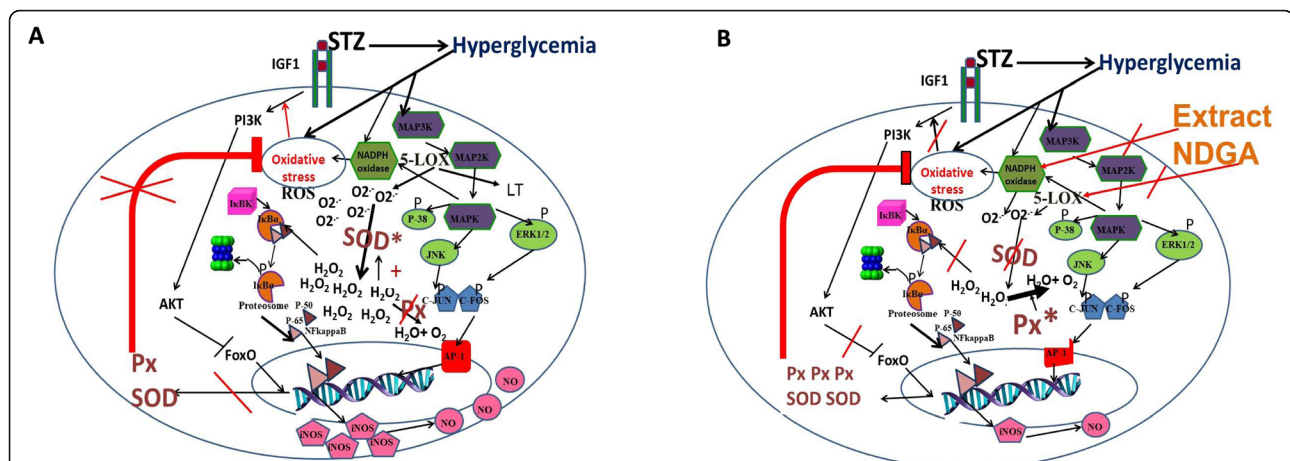 A
STZ
Hyperglycemia
IGF1
PI3K
MAP3K
Oxidative
stress
ROS
NADPH
oxidase
5-LOX
MAP2K
LT
O2·-
O2·-
O2·-
O2·-
O2·-
IκBK
IκBα
P
P-38
MAPK
P
ERK1/2
SOD*
JNK
+
H2O2
H2O2
H2O2
H2O2
H2O2
P
IκBα
Proteosome
P-50
P-65
NFkappaB
Px
P
P
C-JUN
C-FOS
H2O+ O2
AKT
FoxO
AP-1
Px
SOD
NO
NO
NO
iNOS
iNOS
iNOS
iNOS
B
STZ
Hyperglycemia
IGF1
Extract
NDGA
PI3K
MAP3K
Oxidative
stress
ROS
NADPH
oxidase
MAP2K
5-LOX
O2·-
O2·-
IκBK
IκBα
P
P-38
MAPK
P
ERK1/2
SOD
JNK
H2O2
H2O
H2O+ O2
P
IκBα
Proteosome
P-50
P-65
NFkappaB
Px*
P
P
C-JUN
C-FOS
AKT
FoxO
AP-1
Px Px Px
SOD SOD
iNOS
NO